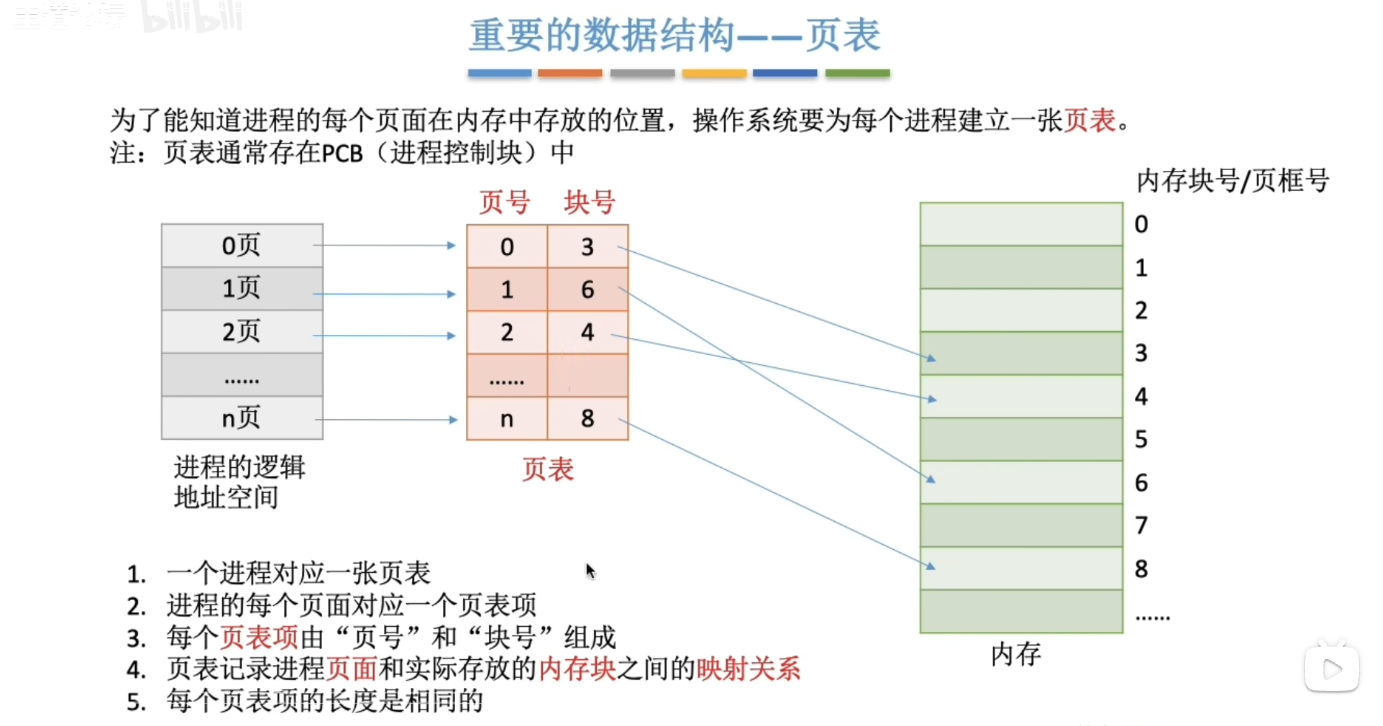 bilibili
重要的数据结构——页表
为了能知道进程的每个页面在内存中存放的位置，操作系统要为每个进程建立一张页表。
注：页表通常存在PCB（进程控制块）中
内存块号/页框号
页号 块号
0页 0 3 0
1页 1 6 1
2页 2 4 2
...... ...... 3
n页 n 8 4
5
6
7
8
......
进程的逻辑
地址空间
页表
内存
1. 一个进程对应一张页表
2. 进程的每个页面对应一个页表项
3. 每个页表项由“页号”和“块号”组成
4. 页表记录进程页面和实际存放的内存块之间的映射关系
5. 每个页表项的长度是相同的